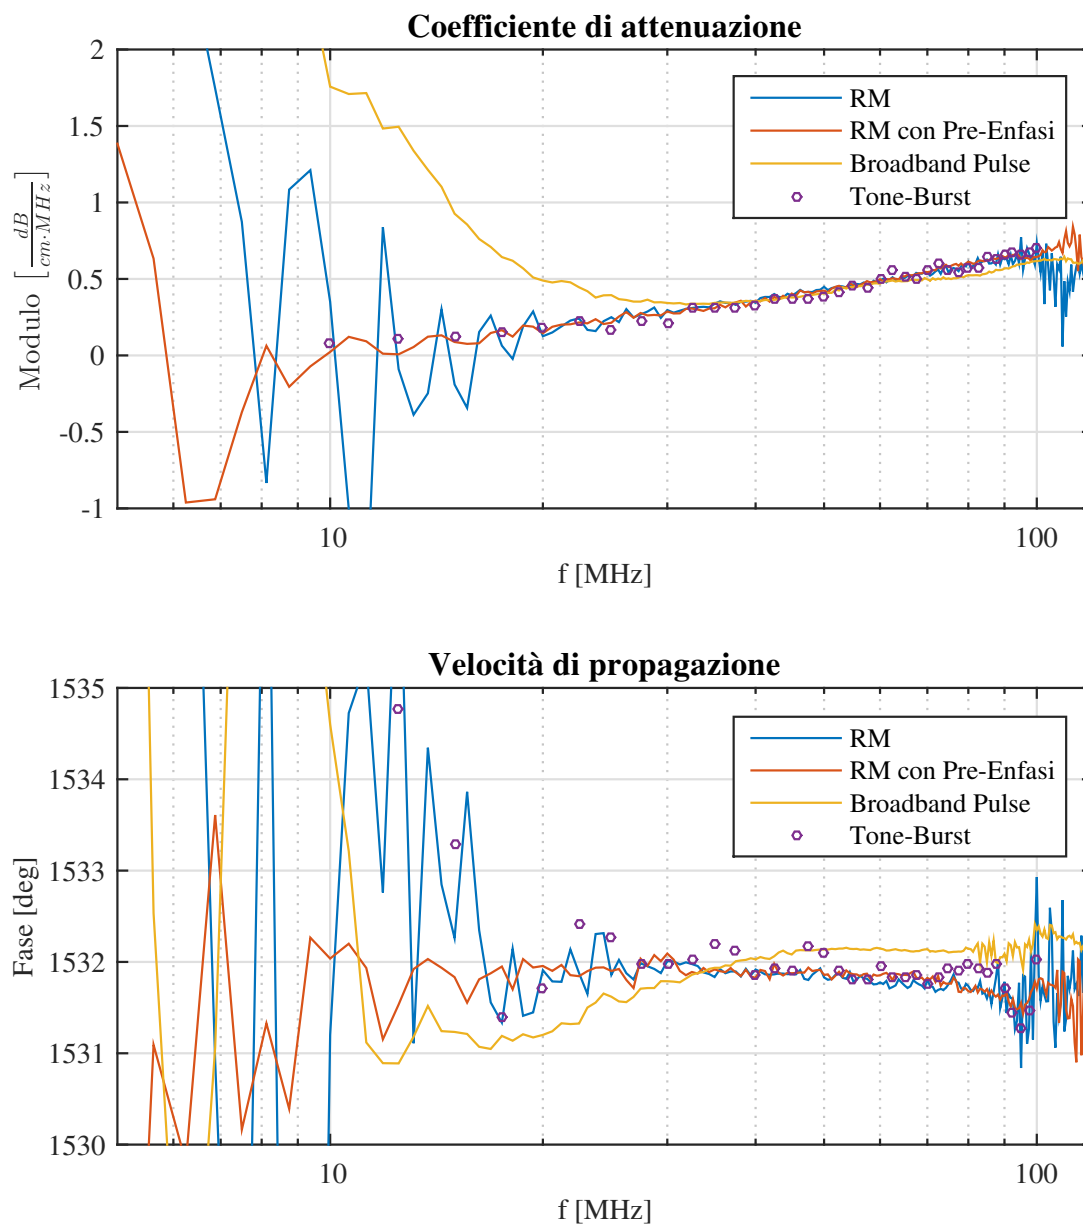 Coefficiente di attenuazione
2
1.5
1
0.5
0
-0.5
-1
Modulo [dB/cm·MHz]
RM
RM con Pre-Enfasi
Broadband Pulse
Tone-Burst
10
100
f [MHz]
Velocità di propagazione
1535
1534
1533
1532
1531
1530
Fase [deg]
RM
RM con Pre-Enfasi
Broadband Pulse
Tone-Burst
10
100
f [MHz]